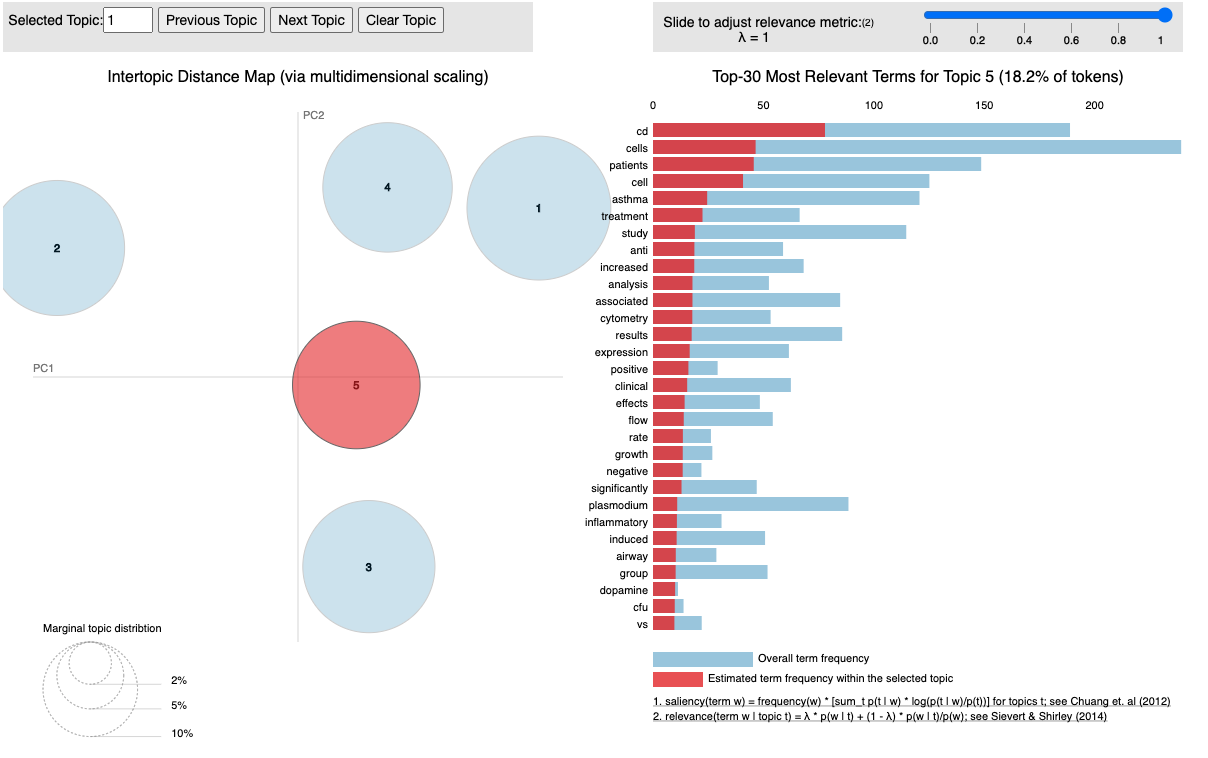 Selected Topic: 1 Previous Topic Next Topic Clear Topic
Slide to adjust relevance metric:(2)
λ = 1
0.0 0.2 0.4 0.6 0.8 1
Intertopic Distance Map (via multidimensional scaling)
PC2
4
1
2
PC1
5
3
Marginal topic distribtion
2%
5%
10%
Top-30 Most Relevant Terms for Topic 5 (18.2% of tokens)
0 50 100 150 200
cd
cells
patients
cell
asthma
treatment
study
anti
increased
analysis
associated
cytometry
results
expression
positive
clinical
effects
flow
rate
growth
negative
significantly
plasmodium
inflammatory
induced
airway
group
dopamine
cfu
vs
Overall term frequency
Estimated term frequency within the selected topic
1. saliency(term w) = frequency(w) * [sum_t p(t | w) * log(p(t | w)/p(t))] for topics t; see Chuang et. al (2012)
2. relevance(term w | topic t) = λ * p(w | t) + (1 - λ) * p(w | t)/p(w); see Sievert & Shirley (2014)